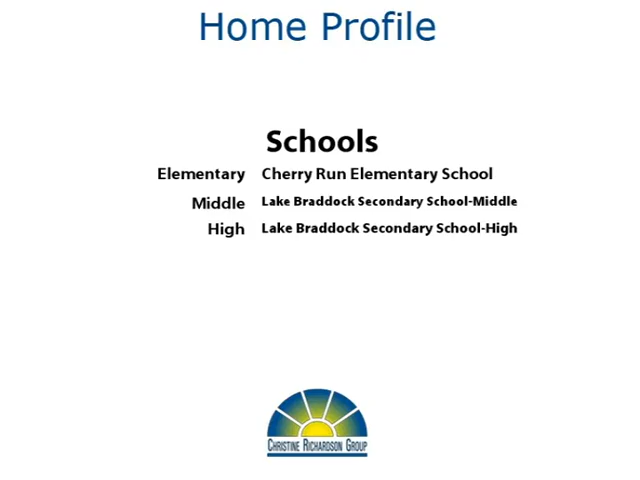 Home Profile
Schools
Elementary Cherry Run Elementary School
Middle Lake Braddock Secondary School-Middle
High Lake Braddock Secondary School-High
Christine Richardson Group